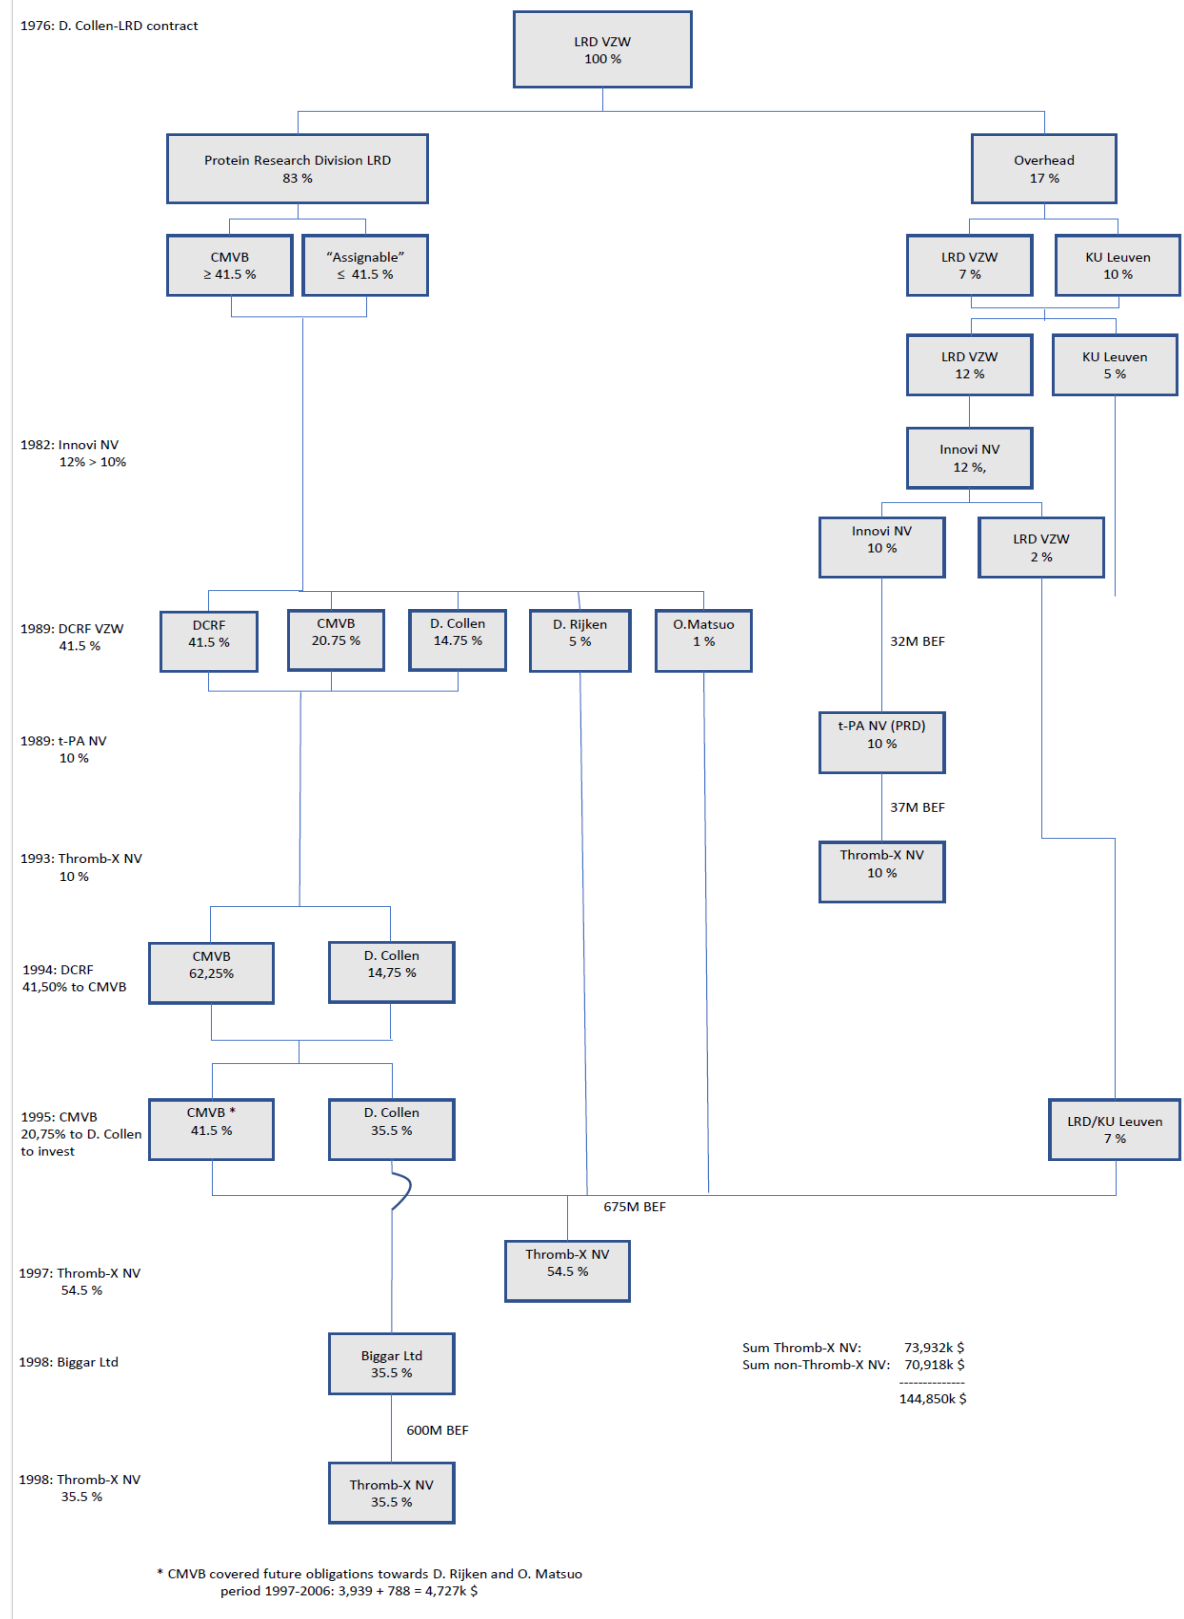 1976: D. Collen-LRD contract
LRD VZW
100 %
Protein Research Division LRD
83 %
Overhead
17 %
CMVB
≥ 41.5 %
“Assignable”
≤ 41.5 %
LRD VZW
7 %
KU Leuven
10 %
LRD VZW
12 %
KU Leuven
5 %
1982: Innovi NV
12% > 10%
Innovi NV
12 %,
Innovi NV
10 %
LRD VZW
2 %
1989: DCRF VZW
41.5 %
DCRF
41.5 %
CMVB
20.75 %
D. Collen
14.75 %
D. Rijken
5 %
O.Matsuo
1 %
32M BEF
1989: t-PA NV
10 %
t-PA NV (PRD)
10 %
37M BEF
1993: Thromb-X NV
10 %
Thromb-X NV
10 %
1994: DCRF
41,50% to CMVB
CMVB
62,25%
D. Collen
14,75 %
1995: CMVB
20,75% to D. Collen
to invest
CMVB *
41.5 %
D. Collen
35.5 %
LRD/KU Leuven
7 %
675M BEF
1997: Thromb-X NV
54.5 %
Thromb-X NV
54.5 %
1998: Biggar Ltd
Biggar Ltd
35.5 %
Sum Thromb-X NV: 73,932k $
Sum non-Thromb-X NV: 70,918k $
--------------
144,850k $
600M BEF
1998: Thromb-X NV
35.5 %
Thromb-X NV
35.5 %
* CMVB covered future obligations towards D. Rijken and O. Matsuo
period 1997-2006: 3,939 + 788 = 4,727k $